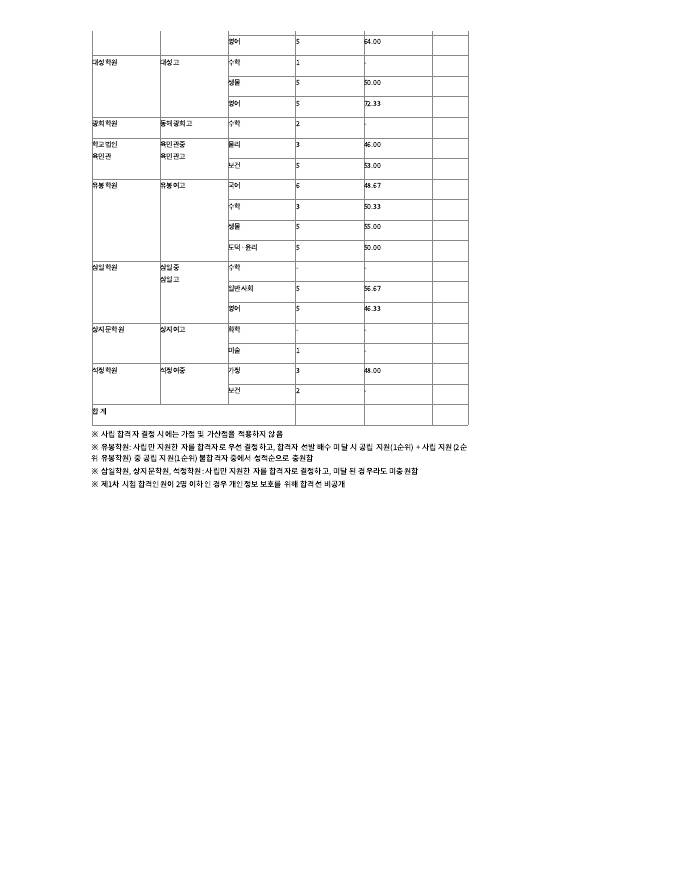 영어 5 64.00
대성학원 대성고 수학 1 -
생물 5 50.00
영어 5 72.33
광희학원 동해광희고 수학 2 -
학교법인 육민관중 물리 3 46.00
육민관 육민관고
보건 5 53.00
유봉학원 유봉여고 국어 6 48.67
수학 3 50.33
생물 5 55.00
도덕·윤리 5 50.00
삼일학원 삼일중 수학 - -
삼일고
일반사회 5 56.67
영어 5 46.33
상지문학원 상지여고 화학 - -
미술 1 -
석정학원 석정여중 가정 3 48.00
보건 2 -
합 계
※ 사립 합격자 결정 시에는 가점 및 가산점을 적용하지 않음
※ 유봉학원: 사립만 지원한 자를 합격자로 우선 결정하고, 합격자 선발 배수 미달 시 공립 지원(1순위) + 사립 지원(2순
위 유봉학원) 중 공립 지원(1순위) 불합격자 중에서 성적순으로 충원함
※ 삼일학원, 상지문학원, 석정학원: 사립만 지원한 자를 합격자로 결정하고, 미달 된 경우라도 미충원함
※ 제1차 시험 합격인원이 2명 이하인 경우 개인정보 보호를 위해 합격선 비공개